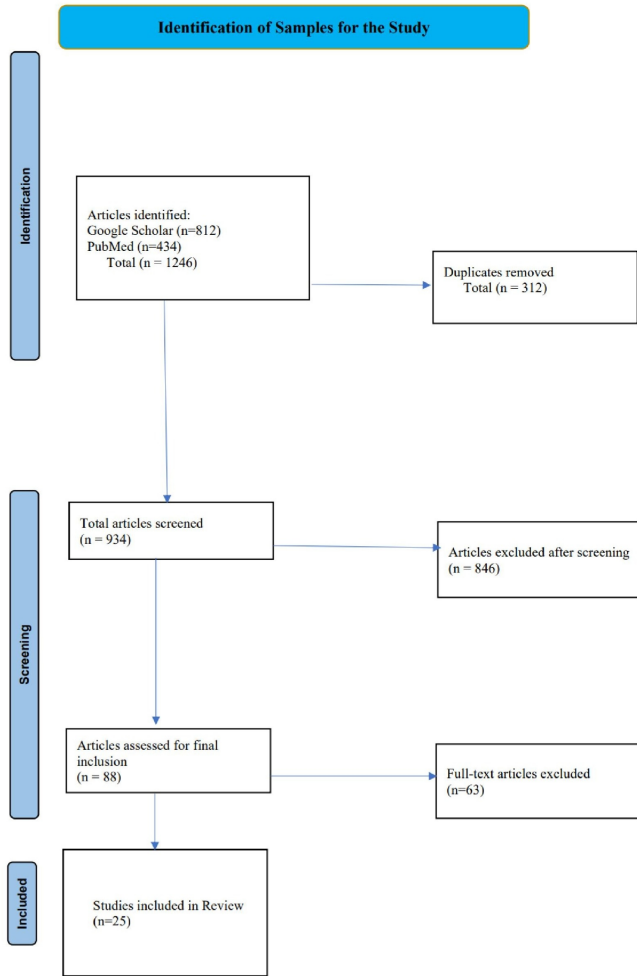 Identification of Samples for the Study
Identification
Articles identified:
Google Scholar (n=812)
PubMed (n=434)
Total (n = 1246)
Duplicates removed
Total (n = 312)
Screening
Total articles screened
(n = 934)
Articles excluded after screening
(n = 846)
Articles assessed for final
inclusion
(n = 88)
Full-text articles excluded
(n=63)
Included
Studies included in Review
(n=25)